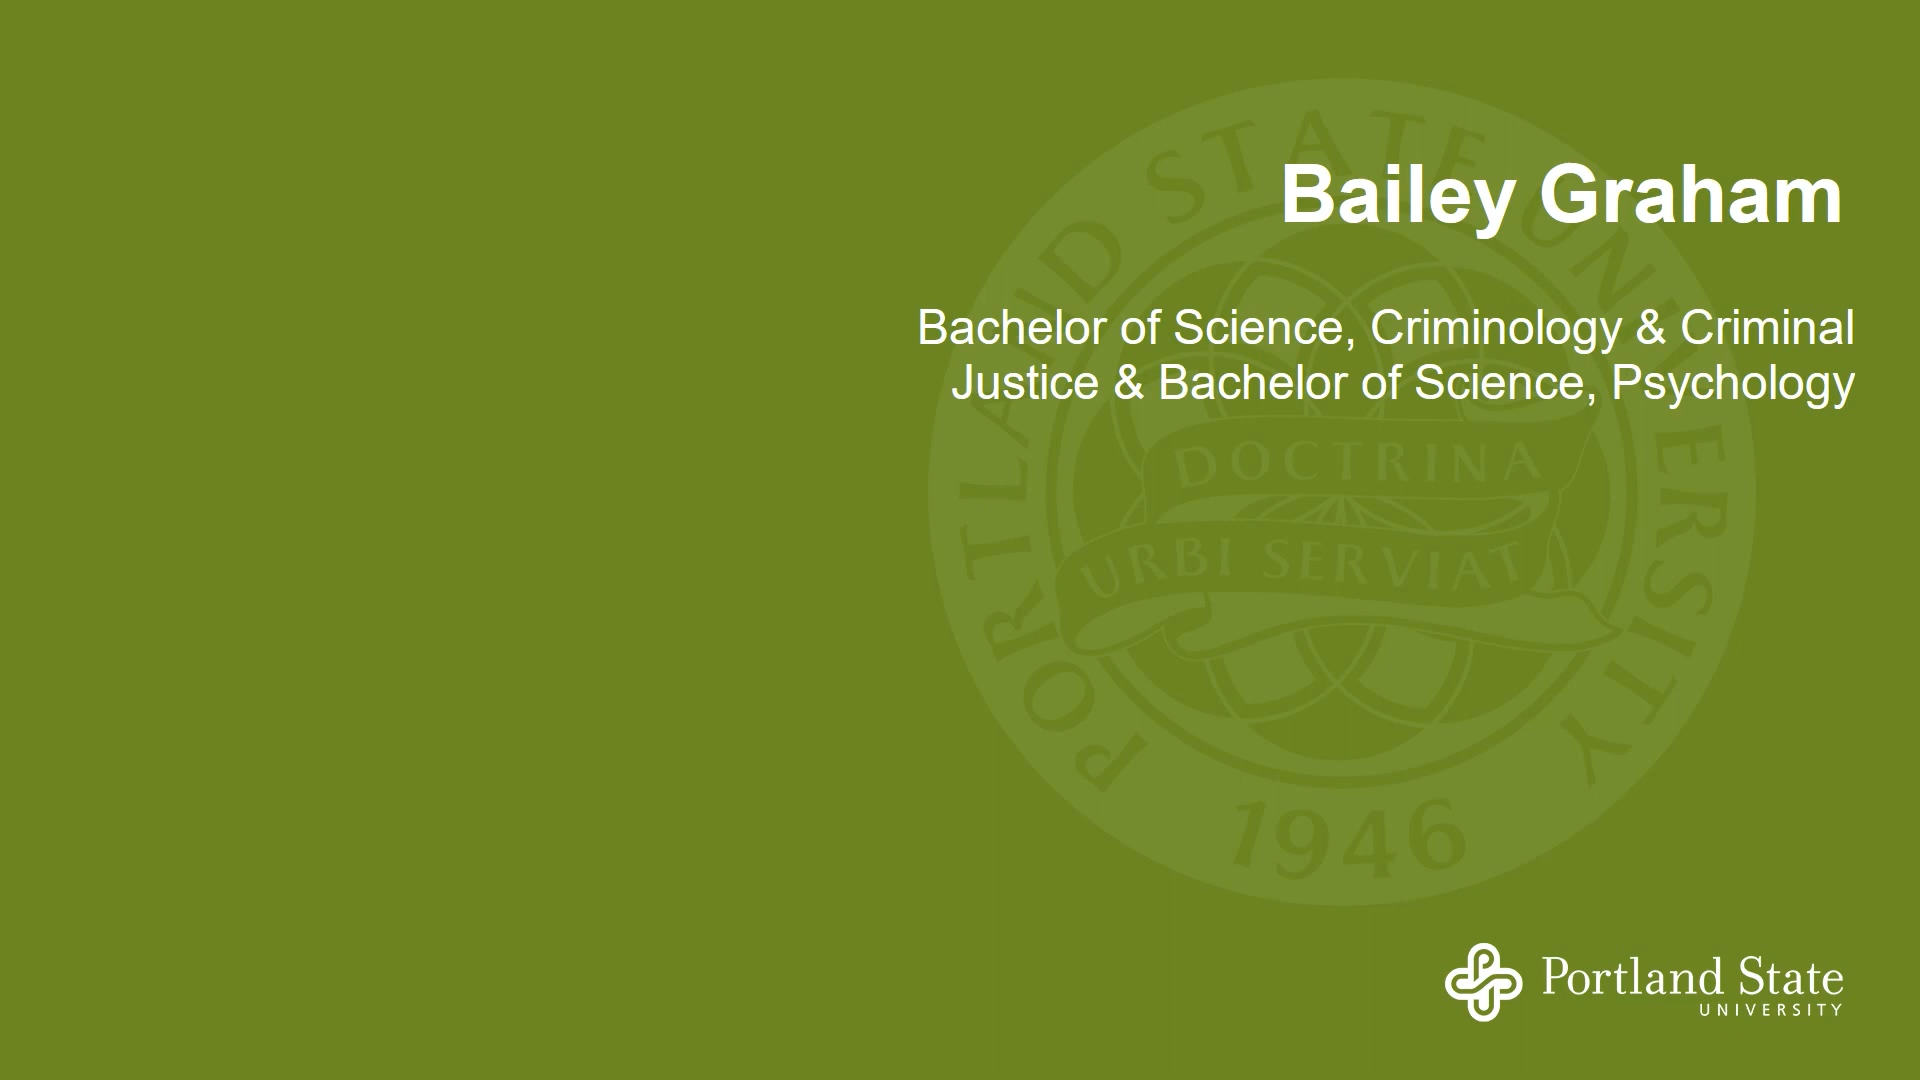 Bailey Graham
Bachelor of Science, Criminology & Criminal
Justice & Bachelor of Science, Psychology
PORTLAND STATE UNIVERSITY
DOCTRINA
URBI SERVIAT
1946
Portland State
UNIVERSITY